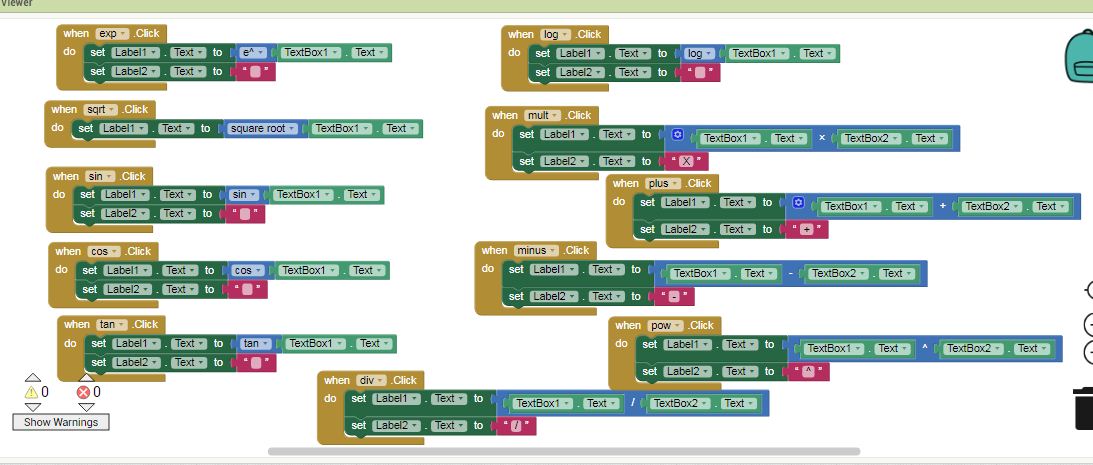 Viewer
when exp .Click
do set Label1 . Text to e^ TextBox1 . Text
set Label2 . Text to “ ”
when sqrt .Click
do set Label1 . Text to square root TextBox1 . Text
when sin .Click
do set Label1 . Text to sin TextBox1 . Text
set Label2 . Text to “ ”
when cos .Click
do set Label1 . Text to cos TextBox1 . Text
set Label2 . Text to “ ”
when tan .Click
do set Label1 . Text to tan TextBox1 . Text
set Label2 . Text to “ ”
when log .Click
do set Label1 . Text to log TextBox1 . Text
set Label2 . Text to “ ”
when mult .Click
do set Label1 . Text to TextBox1 . Text × TextBox2 . Text
set Label2 . Text to “ X ”
when plus .Click
do set Label1 . Text to TextBox1 . Text + TextBox2 . Text
set Label2 . Text to “ + ”
when minus .Click
do set Label1 . Text to TextBox1 . Text - TextBox2 . Text
set Label2 . Text to “ - ”
when pow .Click
do set Label1 . Text to TextBox1 . Text ^ TextBox2 . Text
set Label2 . Text to “ ^ ”
when div .Click
do set Label1 . Text to TextBox1 . Text / TextBox2 . Text
set Label2 . Text to “ / ”
0 0
Show Warnings